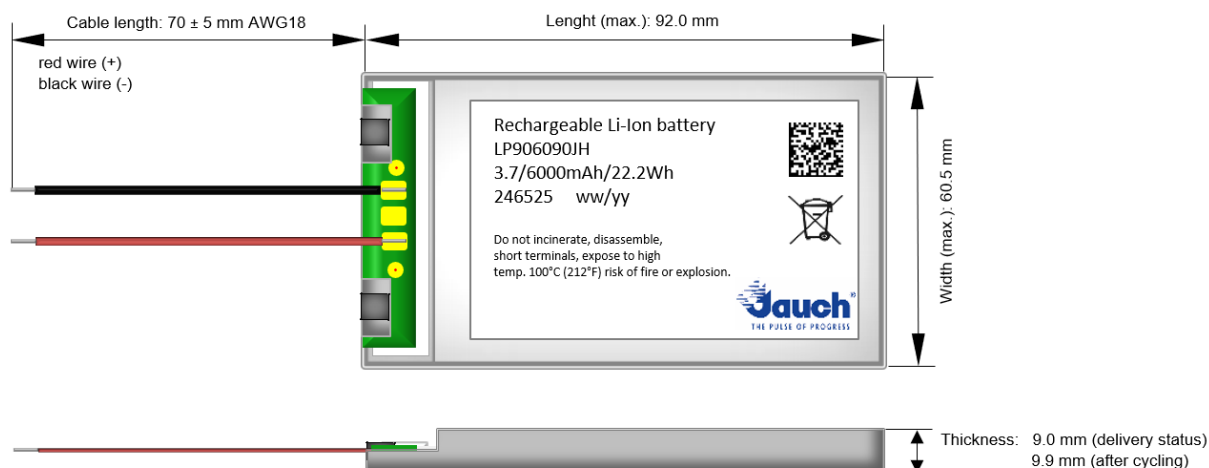 Cable length: 70 ± 5 mm AWG18
Lenght (max.): 92.0 mm
red wire (+)
black wire (-)
Rechargeable Li-Ion battery
LP906090JH
3.7/6000mAh/22.2Wh
246525 ww/yy
Do not incinerate, disassemble,
short terminals, expose to high
temp. 100°C (212°F) risk of fire or explosion.
Jauch®
THE PULSE OF PROGRESS
Width (max.): 60.5 mm
Thickness: 9.0 mm (delivery status)
9.9 mm (after cycling)